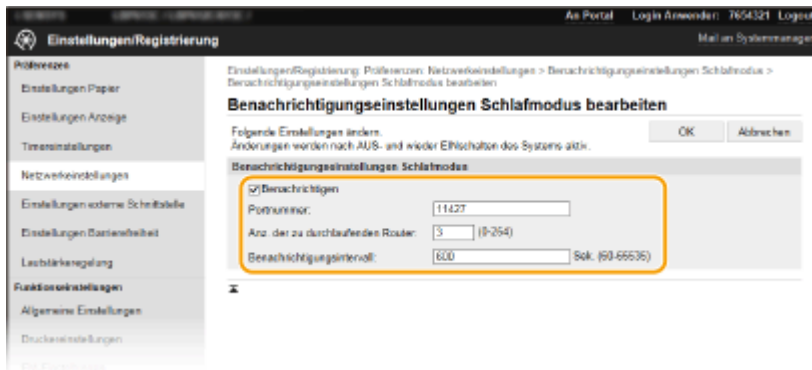 An Portal Login Anwender: 7654321 Logout
Einstellungen/Registrierung
Mail an Systemmanager
Präferenzen
Einstellungen Papier
Einstellungen Anzeige
Timereinstellungen
Netzwerkeinstellungen
Einstellungen externe Schnittstelle
Einstellungen Barrierefreiheit
Lautstärkeregelung
Funktionseinstellungen
Allgemeine Einstellungen
Druckereinstellungen
Einstellungen/Registrierung: Präferenzen: Netzwerkeinstellungen > Benachrichtigungseinstellungen Schlafmodus >
Benachrichtigungseinstellungen Schlafmodus bearbeiten
Benachrichtigungseinstellungen Schlafmodus bearbeiten
Folgende Einstellungen ändern.
Änderungen werden nach AUS- und wieder EINschalten des Systems aktiv.
OK Abbrechen
Benachrichtigungseinstellungen Schlafmodus
Benachrichtigen
Portnummer: 11427
Anz. der zu durchlaufenden Router: 3 (0-254)
Benachrichtigungsintervall: 600 Sek. (60-65535)